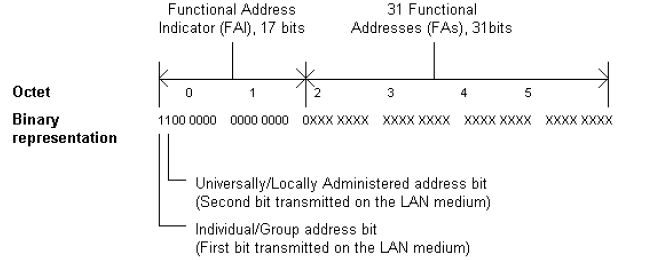 Functional Address
Indicator (FAI), 17 bits
31 Functional
Addresses (FAs), 31bits
Octet 0 1 2 3 4 5
Binary representation 1100 0000 0000 0000 0XXX XXXX XXXX XXXX XXXX XXXX XXXX XXXX
Universally/Locally Administered address bit
(Second bit transmitted on the LAN medium)
Individual/Group address bit
(First bit transmitted on the LAN medium)